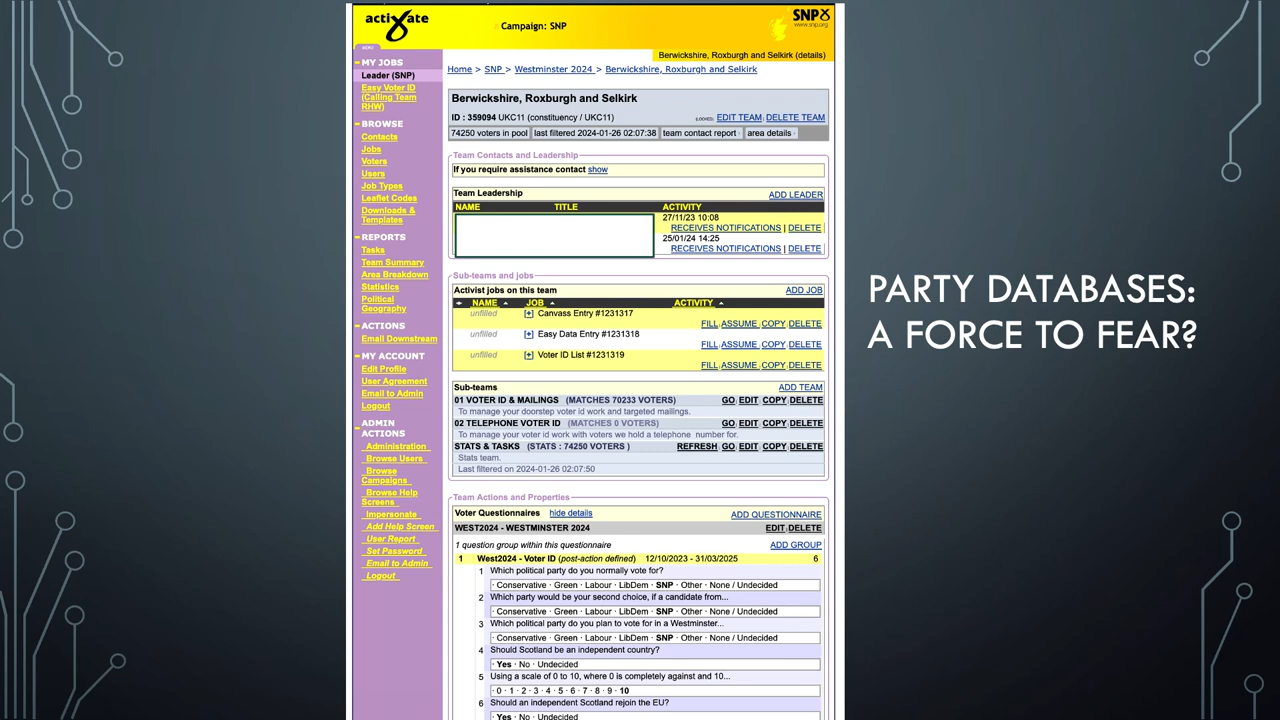 activate
Campaign: SNP
SNP
www.snp.org
Berwickshire, Roxburgh and Selkirk (details)
MENU
MY JOBS
Leader (SNP)
Easy Voter ID
(Calling Team
RHW)
BROWSE
Contacts
Jobs
Voters
Users
Job Types
Leaflet Codes
Downloads &
Templates
REPORTS
Tasks
Team Summary
Area Breakdown
Statistics
Political
Geography
ACTIONS
Email Downstream
MY ACCOUNT
Edit Profile
User Agreement
Email to Admin
Logout
ADMIN
ACTIONS
Administration
Browse Users
Browse
Campaigns
Browse Help
Screens
Impersonate
Add Help Screen
User Report
Set Password
Email to Admin
Logout
Home > SNP > Westminster 2024 > Berwickshire, Roxburgh and Selkirk
Berwickshire, Roxburgh and Selkirk
ID : 359094 UKC11 (constituency / UKC11) LOCKED: EDIT TEAM DELETE TEAM
74250 voters in pool last filtered 2024-01-26 02:07:38 team contact report area details
Team Contacts and Leadership
If you require assistance contact show
Team Leadership ADD LEADER
NAME TITLE ACTIVITY
27/11/23 10:08
RECEIVES NOTIFICATIONS | DELETE
25/01/24 14:25
RECEIVES NOTIFICATIONS | DELETE
Sub-teams and jobs
Activist jobs on this team ADD JOB
NAME JOB ACTIVITY
unfilled [+] Canvass Entry #1231317
FILL ASSUME COPY DELETE
unfilled [+] Easy Data Entry #1231318
FILL ASSUME COPY DELETE
unfilled [+] Voter ID List #1231319
FILL ASSUME COPY DELETE
Sub-teams ADD TEAM
01 VOTER ID & MAILINGS (MATCHES 70233 VOTERS) GO EDIT COPY DELETE
To manage your doorstep voter id work and targeted mailings.
02 TELEPHONE VOTER ID (MATCHES 0 VOTERS) GO EDIT COPY DELETE
To manage your voter id work with voters we hold a telephone number for.
STATS & TASKS (STATS : 74250 VOTERS ) REFRESH GO EDIT COPY DELETE
Stats team.
Last filtered on 2024-01-26 02:07:50
Team Actions and Properties
Voter Questionnaires hide details ADD QUESTIONNAIRE
WEST2024 - WESTMINSTER 2024 EDIT DELETE
1 question group within this questionnaire ADD GROUP
1 West2024 - Voter ID (post-action defined) 12/10/2023 - 31/03/2025 6
1 Which political party do you normally vote for?
· Conservative · Green · Labour · LibDem · SNP · Other · None / Undecided
2 Which party would be your second choice, if a candidate from...
· Conservative · Green · Labour · LibDem · SNP · Other · None / Undecided
3 Which political party do you plan to vote for in a Westminster...
· Conservative · Green · Labour · LibDem · SNP · Other · None / Undecided
4 Should Scotland be an independent country?
· Yes · No · Undecided
5 Using a scale of 0 to 10, where 0 is completely against and 10...
· 0 · 1 · 2 · 3 · 4 · 5 · 6 · 7 · 8 · 9 · 10
6 Should an independent Scotland rejoin the EU?
· Yes · No · Undecided
PARTY DATABASES:
A FORCE TO FEAR?